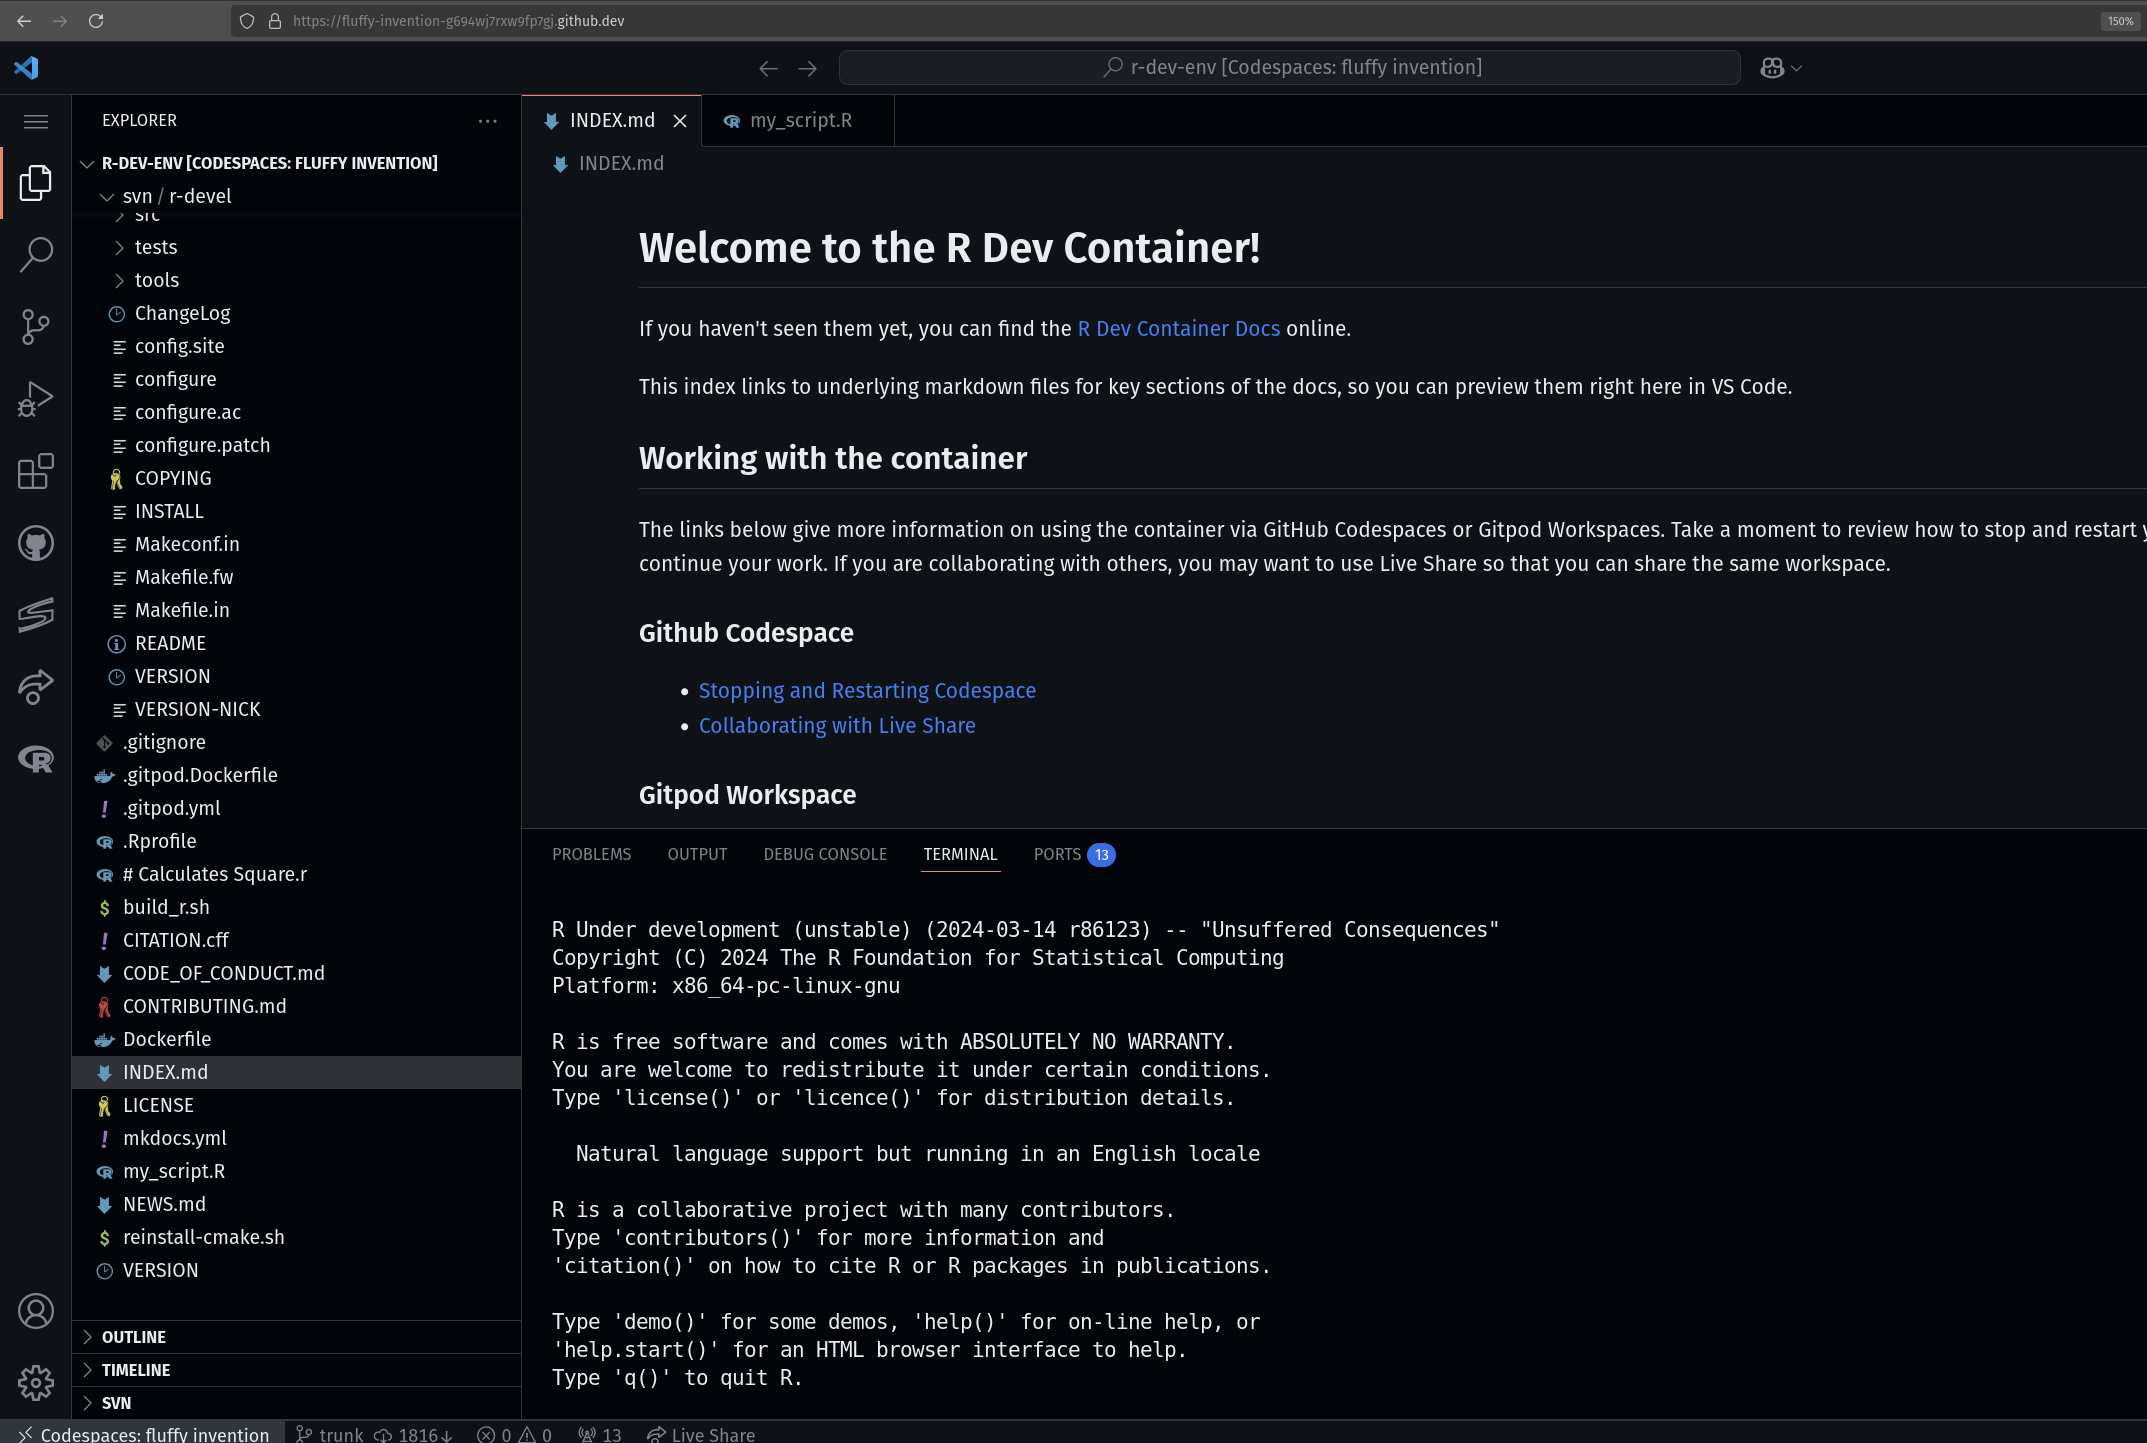 https://fluffy-invention-g694wj7rxw9fp7gj.github.dev
150%
r-dev-env [Codespaces: fluffy invention]
EXPLORER
INDEX.md
my_script.R
R-DEV-ENV [CODESPACES: FLUFFY INVENTION]
svn / r-devel
src
tests
tools
ChangeLog
config.site
configure
configure.ac
configure.patch
COPYING
INSTALL
Makeconf.in
Makefile.fw
Makefile.in
README
VERSION
VERSION-NICK
.gitignore
.gitpod.Dockerfile
.gitpod.yml
.Rprofile
# Calculates Square.r
build_r.sh
CITATION.cff
CODE_OF_CONDUCT.md
CONTRIBUTING.md
Dockerfile
INDEX.md
LICENSE
mkdocs.yml
my_script.R
NEWS.md
reinstall-cmake.sh
VERSION
OUTLINE
TIMELINE
SVN
INDEX.md
Welcome to the R Dev Container!
If you haven't seen them yet, you can find the R Dev Container Docs online.
This index links to underlying markdown files for key sections of the docs, so you can preview them right here in VS Code.
Working with the container
The links below give more information on using the container via GitHub Codespaces or Gitpod Workspaces. Take a moment to review how to stop and restart
continue your work. If you are collaborating with others, you may want to use Live Share so that you can share the same workspace.
Github Codespace
• Stopping and Restarting Codespace
• Collaborating with Live Share
Gitpod Workspace
PROBLEMS OUTPUT DEBUG CONSOLE TERMINAL PORTS 13
R Under development (unstable) (2024-03-14 r86123) -- "Unsuffered Consequences"
Copyright (C) 2024 The R Foundation for Statistical Computing
Platform: x86_64-pc-linux-gnu
R is free software and comes with ABSOLUTELY NO WARRANTY.
You are welcome to redistribute it under certain conditions.
Type 'license()' or 'licence()' for distribution details.
Natural language support but running in an English locale
R is a collaborative project with many contributors.
Type 'contributors()' for more information and
'citation()' on how to cite R or R packages in publications.
Type 'demo()' for some demos, 'help()' for on-line help, or
'help.start()' for an HTML browser interface to help.
Type 'q()' to quit R.
Codespaces: fluffy invention trunk 1816↓ 0 0 13 Live Share